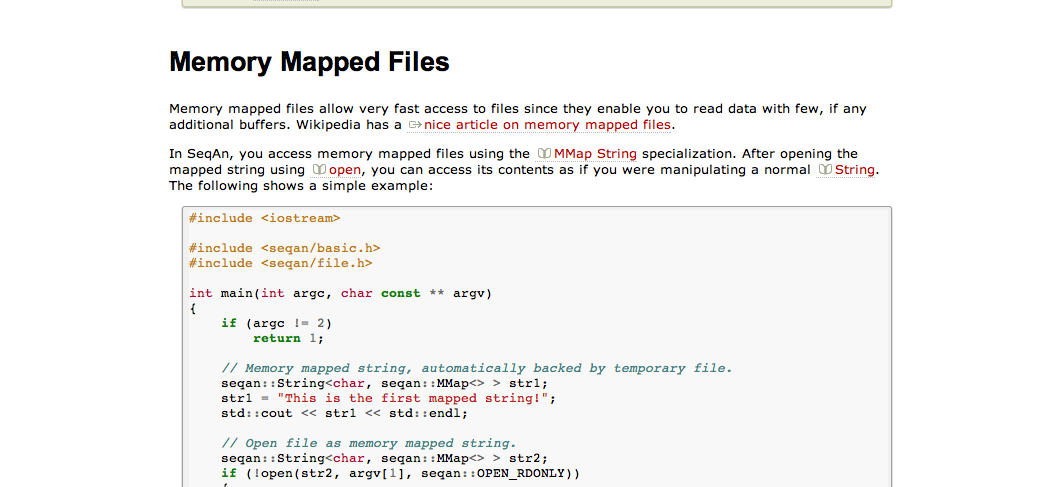 Memory Mapped Files
Memory mapped files allow very fast access to files since they enable you to read data with few, if any
additional buffers. Wikipedia has a nice article on memory mapped files.
In SeqAn, you access memory mapped files using the MMap String specialization. After opening the
mapped string using open, you can access its contents as if you were manipulating a normal String.
The following shows a simple example:
#include <iostream>
#include <seqan/basic.h>
#include <seqan/file.h>
int main(int argc, char const ** argv)
{
    if (argc != 2)
        return 1;
    // Memory mapped string, automatically backed by temporary file.
    seqan::String<char, seqan::MMap<> > str1;
    str1 = "This is the first mapped string!";
    std::cout << str1 << std::endl;
    // Open file as memory mapped string.
    seqan::String<char, seqan::MMap<> > str2;
    if (!open(str2, argv[1], seqan::OPEN_RDONLY))